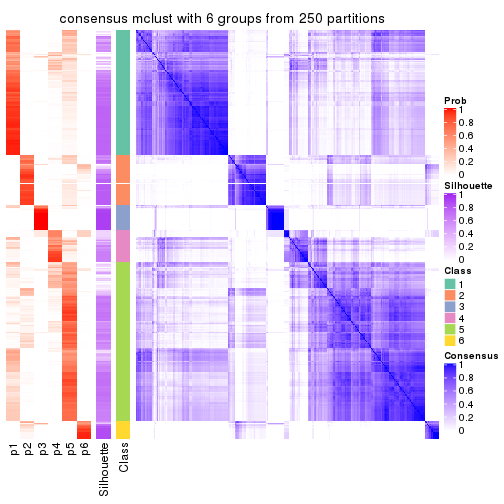 consensus mclust with 6 groups from 250 partitions
Prob
1
0.8
0.6
0.4
0.2
0
Silhouette
1
0.8
0.6
0.4
0.2
0
Class
1
2
3
4
5
6
Consensus
1
0.8
0.6
0.4
0.2
0
p1
p2
p3
p4
p5
p6
Silhouette
Class